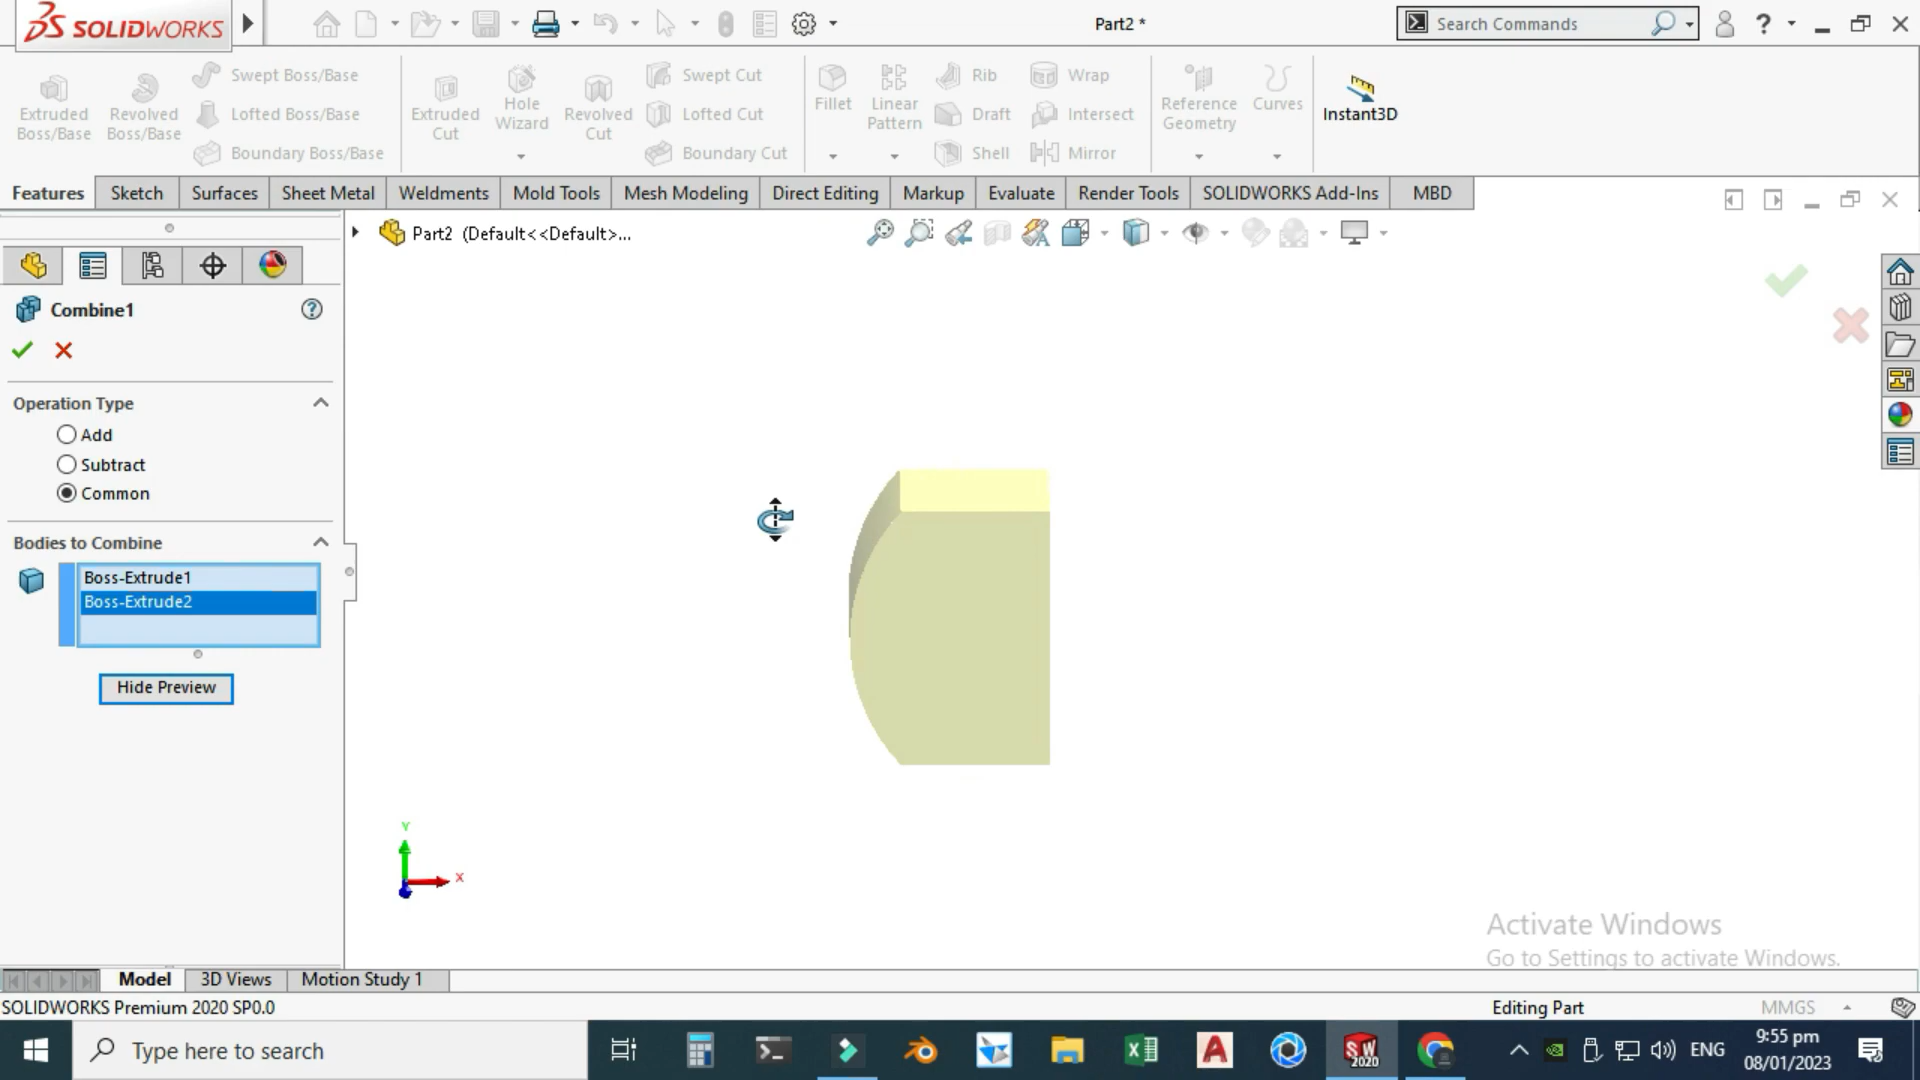 SOLIDWORKS
Part2 *
Search Commands
Extruded Boss/Base
Revolved Boss/Base
Swept Boss/Base
Lofted Boss/Base
Boundary Boss/Base
Extruded Cut
Hole Wizard
Revolved Cut
Swept Cut
Lofted Cut
Boundary Cut
Fillet
Linear Pattern
Rib
Draft
Shell
Wrap
Intersect
Mirror
Reference Geometry
Curves
Instant3D
Features Sketch Surfaces Sheet Metal Weldments Mold Tools Mesh Modeling Direct Editing Markup Evaluate Render Tools SOLIDWORKS Add-Ins MBD
Part2 (Default<<Default>...
Combine1
Operation Type
Add
Subtract
Common
Bodies to Combine
Boss-Extrude1
Boss-Extrude2
Hide Preview
Y
X
Activate Windows
Go to Settings to activate Windows.
Model 3D Views Motion Study 1
SOLIDWORKS Premium 2020 SP0.0
Editing Part
MMGS
Type here to search
SW
2020
ENG
9:55 pm
08/01/2023